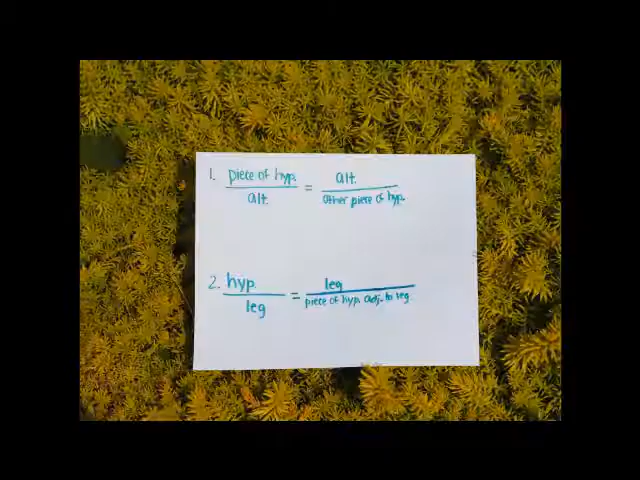 1. piece of hyp. = alt.
alt. other piece of hyp.
2. hyp. = leg
leg piece of hyp. adj. to leg